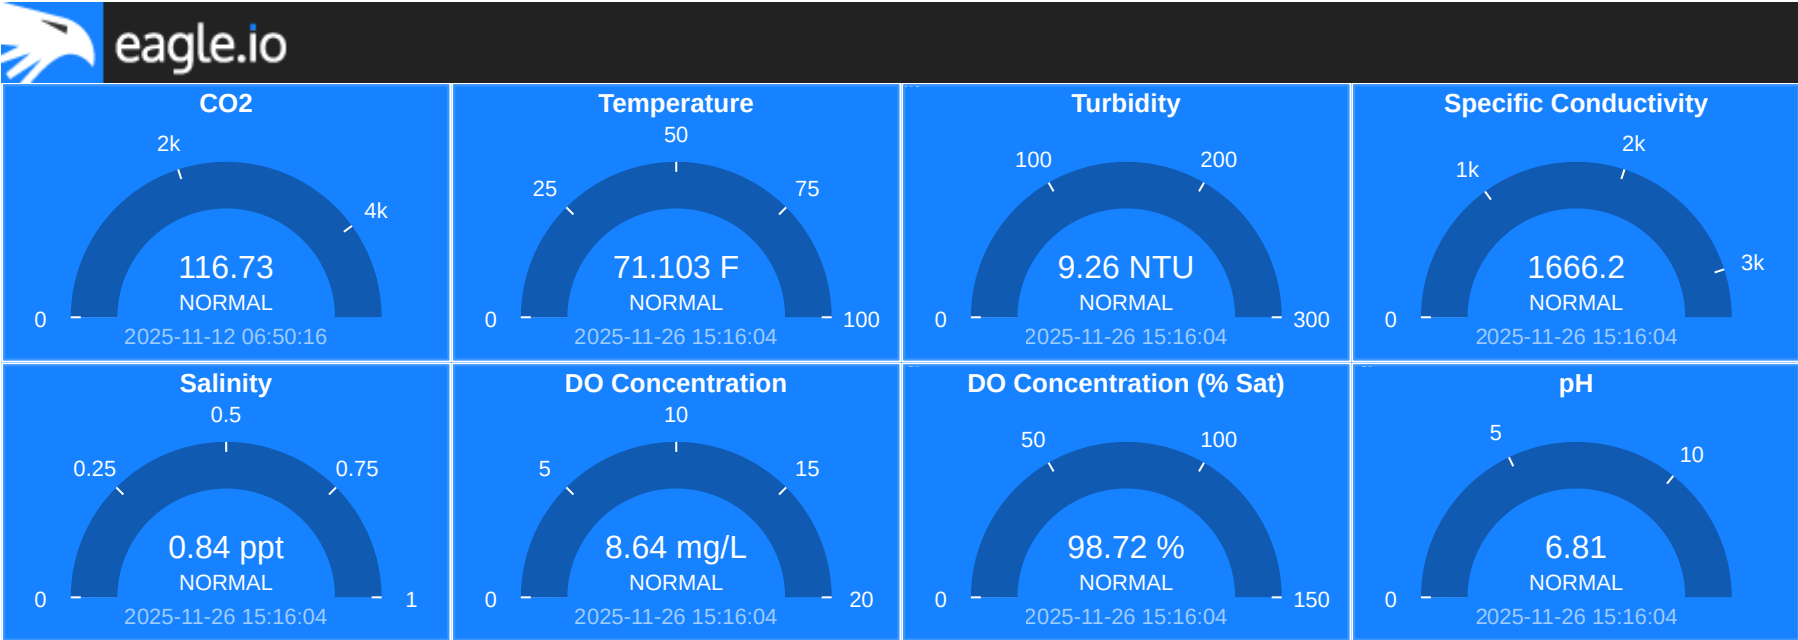 eagle.io
CO2
2k
4k
0
116.73
NORMAL
2025-11-12 06:50:16
Temperature
50
25
75
0
100
71.103 F
NORMAL
2025-11-26 15:16:04
Turbidity
100
200
0
300
9.26 NTU
NORMAL
2025-11-26 15:16:04
Specific Conductivity
2k
1k
3k
0
1666.2
NORMAL
2025-11-26 15:16:04
Salinity
0.5
0.25
0.75
0
1
0.84 ppt
NORMAL
2025-11-26 15:16:04
DO Concentration
10
5
15
0
20
8.64 mg/L
NORMAL
2025-11-26 15:16:04
DO Concentration (% Sat)
50
100
0
150
98.72 %
NORMAL
2025-11-26 15:16:04
pH
5
10
0
6.81
NORMAL
2025-11-26 15:16:04